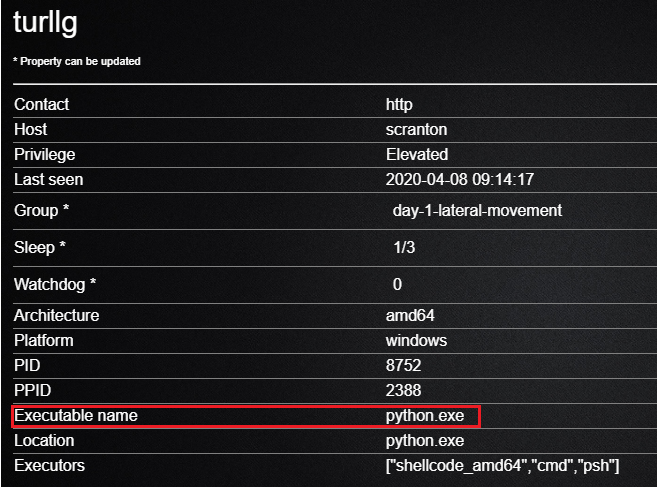 turllg
* Property can be updated
Contact http
Host scranton
Privilege Elevated
Last seen 2020-04-08 09:14:17
Group * day-1-lateral-movement
Sleep * 1/3
Watchdog * 0
Architecture amd64
Platform windows
PID 8752
PPID 2388
Executable name python.exe
Location python.exe
Executors ["shellcode_amd64","cmd","psh"]